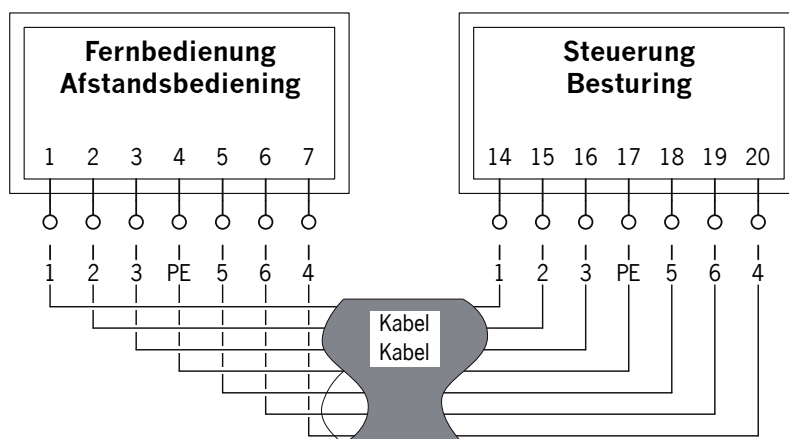 Fernbedienung
Afstandsbediening
1 2 3 4 5 6 7
1 2 3 PE 5 6 4
Steuerung
Besturing
14 15 16 17 18 19 20
1 2 3 PE 5 6 4
Kabel
Kabel